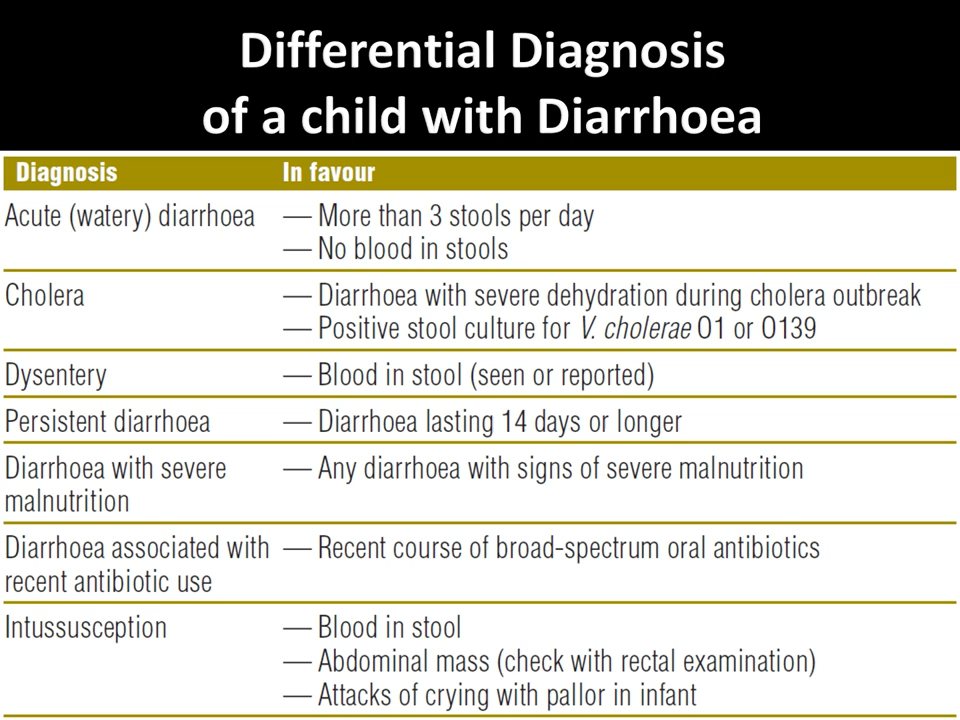 Differential Diagnosis
of a child with Diarrhoea
Diagnosis In favour
Acute (watery) diarrhoea — More than 3 stools per day
— No blood in stools
Cholera — Diarrhoea with severe dehydration during cholera outbreak
— Positive stool culture for V. cholerae O1 or O139
Dysentery — Blood in stool (seen or reported)
Persistent diarrhoea — Diarrhoea lasting 14 days or longer
Diarrhoea with severe — Any diarrhoea with signs of severe malnutrition
malnutrition
Diarrhoea associated with — Recent course of broad-spectrum oral antibiotics
recent antibiotic use
Intussusception — Blood in stool
— Abdominal mass (check with rectal examination)
— Attacks of crying with pallor in infant